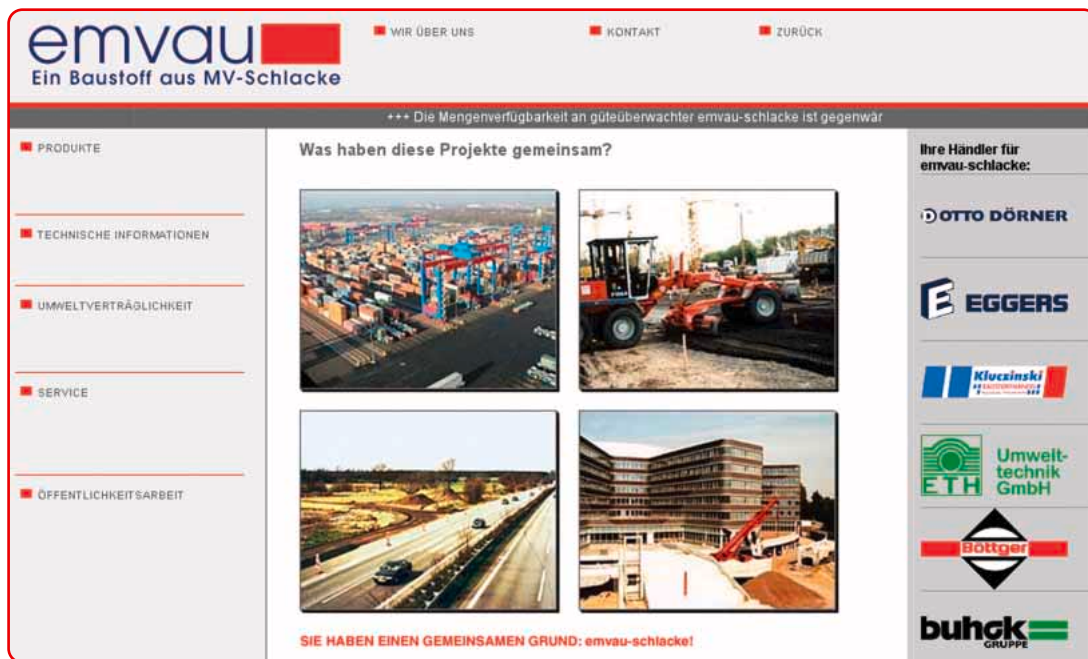 emvau
Ein Baustoff aus MV-Schlacke
WIR ÜBER UNS
KONTAKT
ZURÜCK
+++ Die Mengenverfügbarkeit an güteüberwachter emvau-schlacke ist gegenwär
PRODUKTE
TECHNISCHE INFORMATIONEN
UMWELTVERTRÄGLICHKEIT
SERVICE
ÖFFENTLICHKEITSARBEIT
Was haben diese Projekte gemeinsam?
SIE HABEN EINEN GEMEINSAMEN GRUND: emvau-schlacke!
Ihre Händler für
emvau-schlacke:
OTTO DÖRNER
E EGGERS
Kluczinski
ETH
Umwelt-
technik
GmbH
Böttger
buhck
GRUPPE